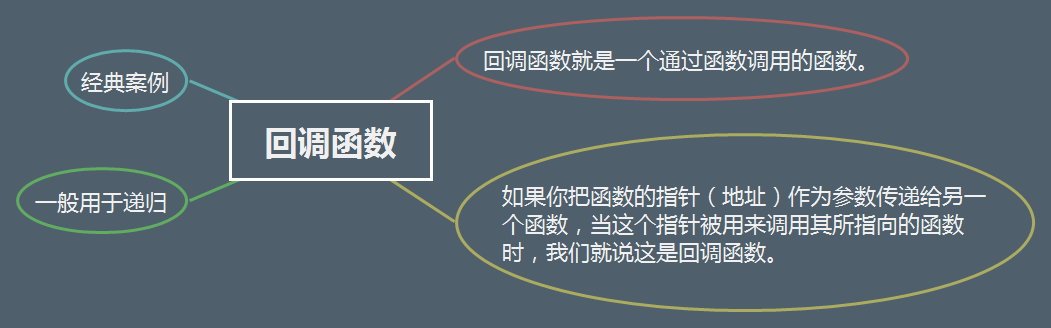 回调函数就是一个通过函数调用的函数。
经典案例
回调函数
一般用于递归
如果你把函数的指针（地址）作为参数传递给另一
个函数，当这个指针被用来调用其所指向的函数
时，我们就说这是回调函数。